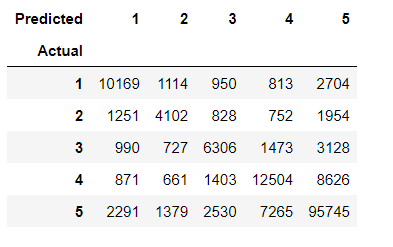 Predicted 1 2 3 4 5
Actual
1 10169 1114 950 813 2704
2 1251 4102 828 752 1954
3 990 727 6306 1473 3128
4 871 661 1403 12504 8626
5 2291 1379 2530 7265 95745